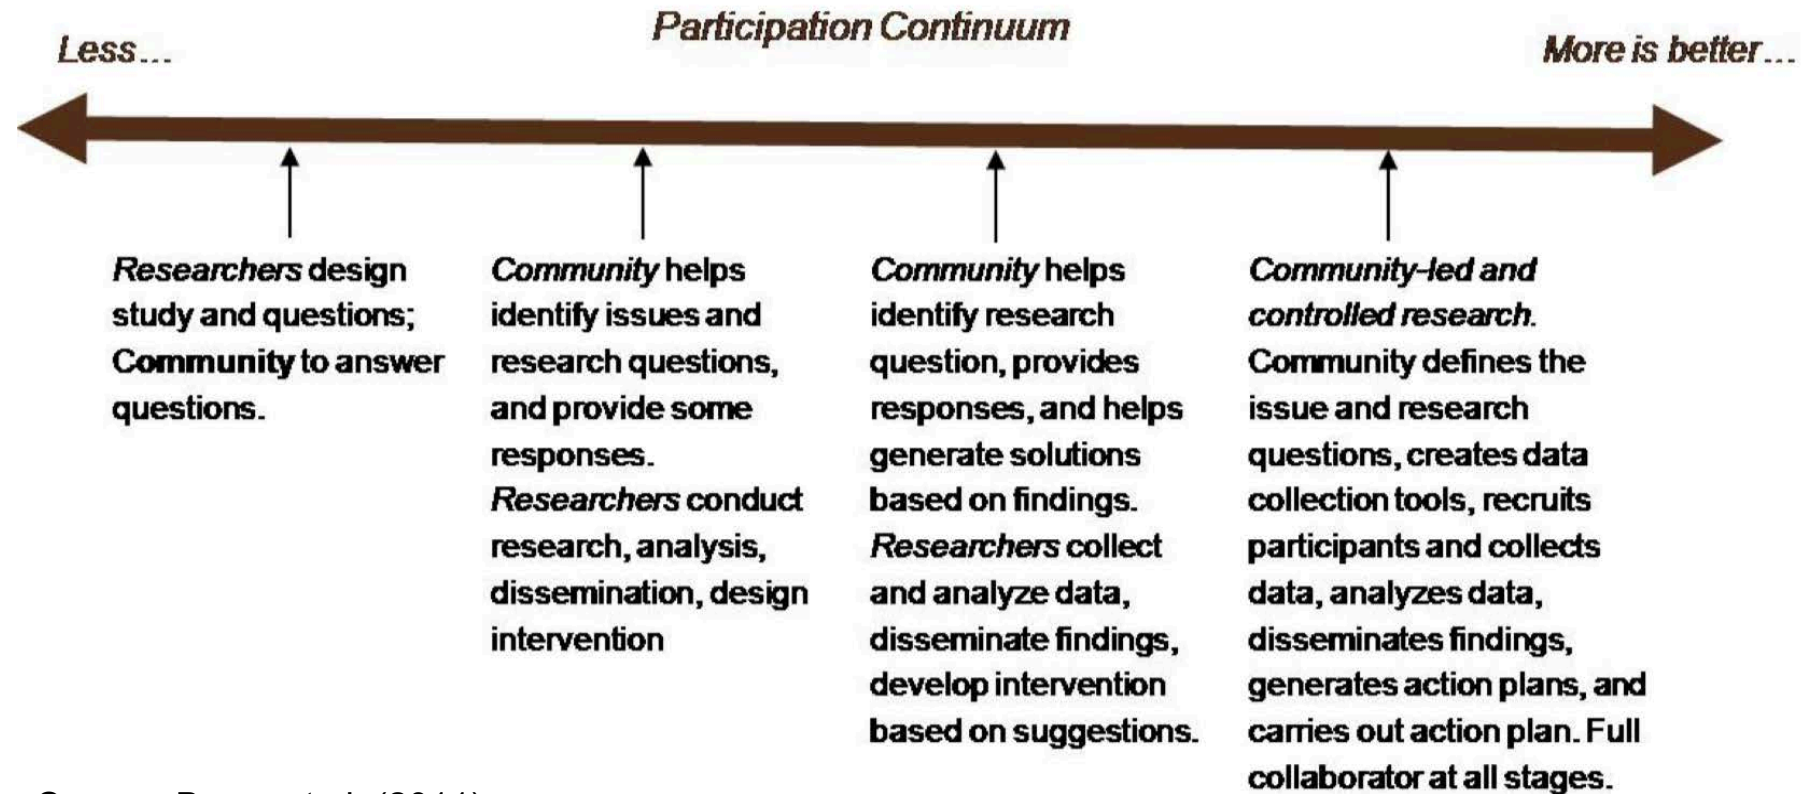 Participation Continuum
Less...
More is better...
Researchers design
study and questions;
Community to answer
questions.
Community helps
identify issues and
research questions,
and provide some
responses.
Researchers conduct
research, analysis,
dissemination, design
intervention
Community helps
identify research
question, provides
responses, and helps
generate solutions
based on findings.
Researchers collect
and analyze data,
disseminate findings,
develop intervention
based on suggestions.
Community-led and
controlled research.
Community defines the
issue and research
questions, creates data
collection tools, recruits
participants and collects
data, analyzes data,
disseminates findings,
generates action plans, and
carries out action plan. Full
collaborator at all stages.